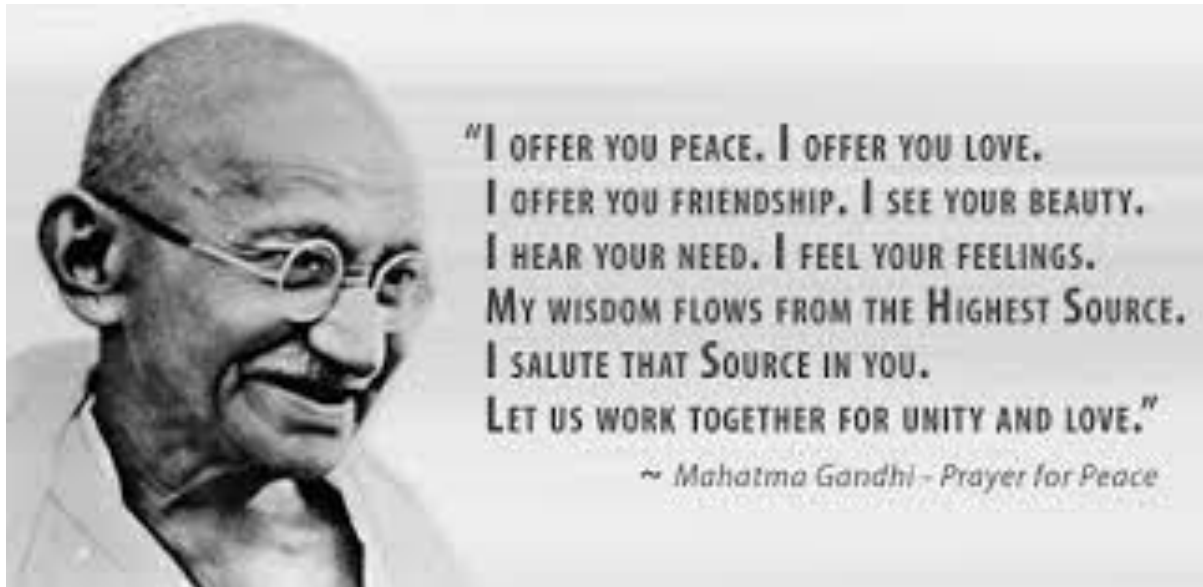 “I OFFER YOU PEACE. I OFFER YOU LOVE.
I OFFER YOU FRIENDSHIP. I SEE YOUR BEAUTY.
I HEAR YOUR NEED. I FEEL YOUR FEELINGS.
MY WISDOM FLOWS FROM THE HIGHEST SOURCE.
I SALUTE THAT SOURCE IN YOU.
LET US WORK TOGETHER FOR UNITY AND LOVE.”
~ Mahatma Gandhi - Prayer for Peace